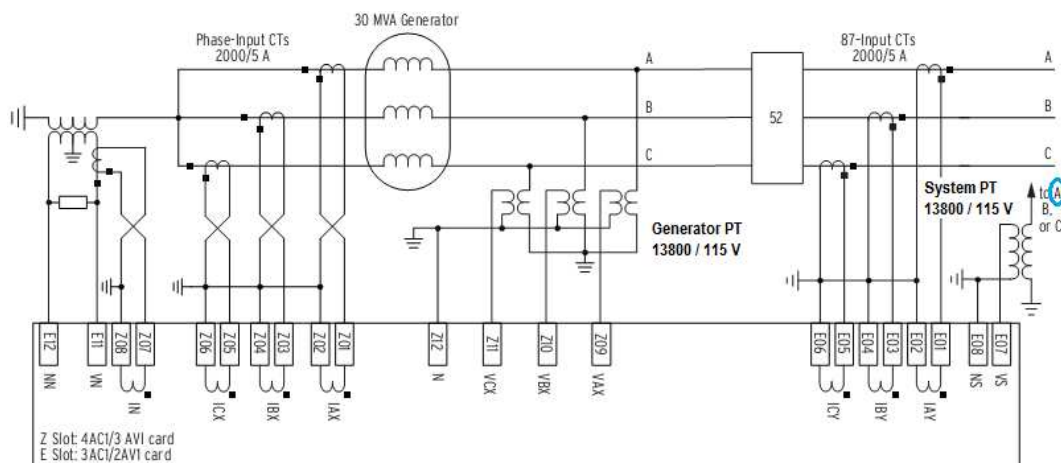 30 MVA Generator
Phase-Input CTs
2000/5 A
87-Input CTs
2000/5 A
A
A
B
B
52
C
C
System PT
13800 / 115 V
to A
B,
or C
Generator PT
13800 / 115 V
E12
E11
Z08
Z07
Z06
Z05
Z04
Z03
Z02
Z01
Z12
Z11
Z10
Z09
E06
E05
E04
E03
E02
E01
E08
E07
NN
VN
IN
ICX
IBX
IAX
N
VCX
VBX
VAX
ICY
IBY
IAY
NS
VS
Z Slot: 4ACI/3 AVI card
E Slot: 3ACI/2AVI card